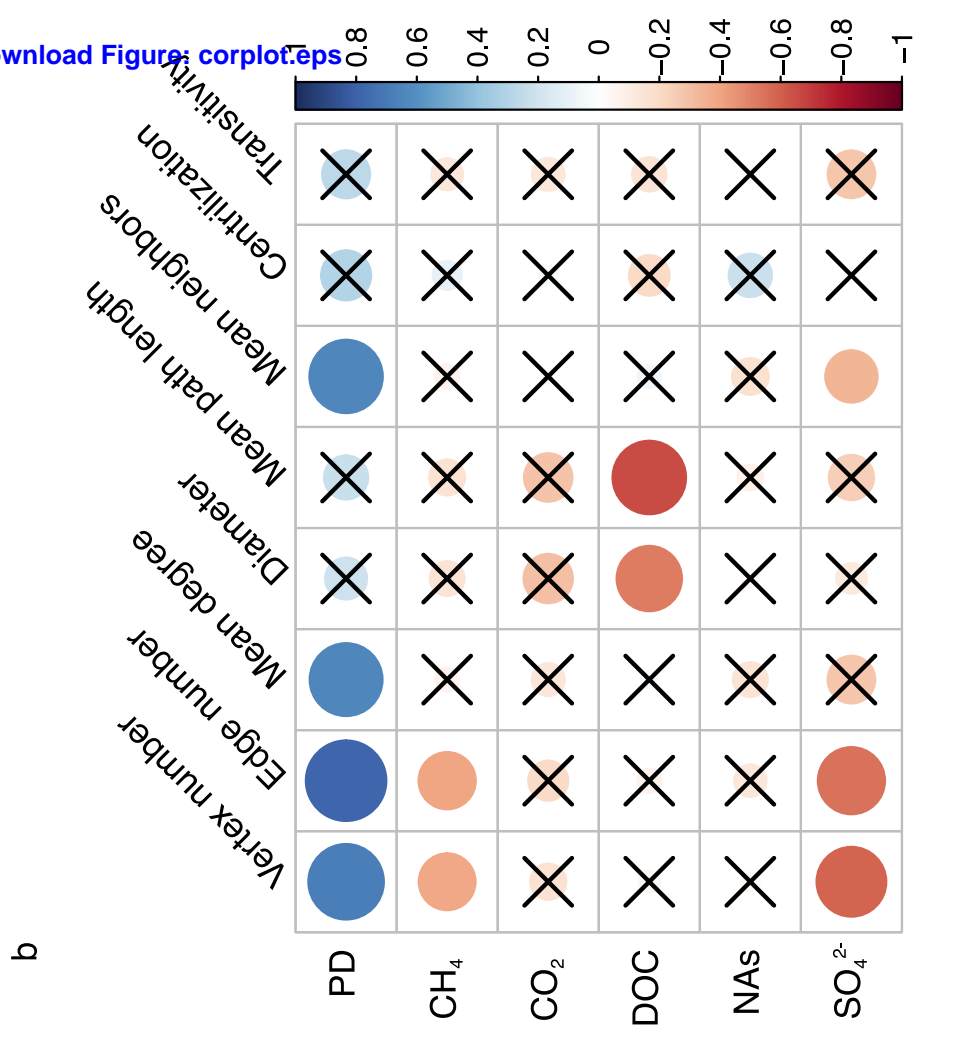 wnload Figure: corplot.eps
b
Vertex number
Edge number
Mean degree
Diameter
Mean path length
Mean neighbors
Centrilization
Transitivity
PD
CH₄
CO₂
DOC
NAs
SO₄²⁻
1
0.8
0.6
0.4
0.2
0
−0.2
−0.4
−0.6
−0.8
−1